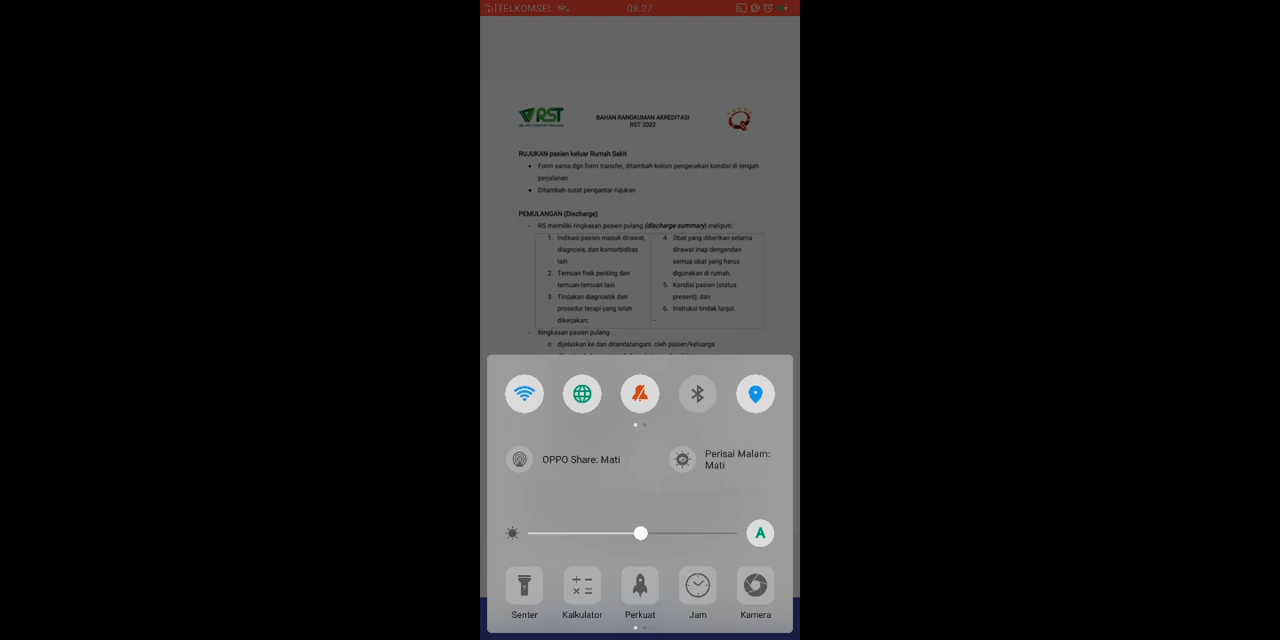 TELKOMSEL 08.27
RST
BAHAN RANGKUMAN AKREDITASI
RST 2022
RUJUKAN pasien keluar Rumah Sakit
• Form sama dgn form transfer, ditambah kolom pengecekan kondisi di tengah
perjalanan
• Ditambah surat pengantar rujukan
PEMULANGAN (Discharge)
- RS memiliki ringkasan pasien pulang (discharge summary) meliputi:
1. Indikasi pasien masuk dirawat,
diagnosis, dan komorbiditas
lain
2. Temuan fisik penting dan
temuan-temuan lain
3. Tindakan diagnostik dan
prosedur terapi yang telah
dikerjakan;
4. Obat yang diberikan selama
dirawat inap dengandan
semua obat yang harus
digunakan di rumah;
5. Kondisi pasien (status
present); dan
6. Instruksi tindak lanjut.
-
- Ringkasan pasien pulang
o dijelaskan ke dan ditandatangani oleh pasien/keluarga
OPPO Share: Mati
Perisai Malam:
Mati
A
Senter Kalkulator Perkuat Jam Kamera